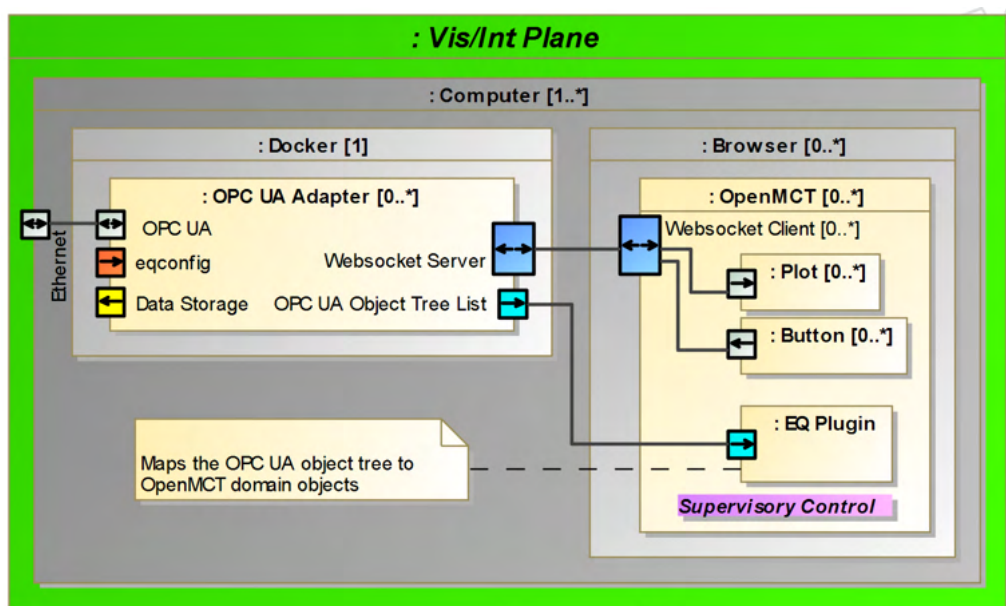 : Vis/Int Plane
: Computer [1..*]
: Docker [1]
: Browser [0..*]
: OPC UA Adapter [0..*]
: OpenMCT [0..*]
OPC UA
Websocket Client [0..*]
eqconfig
Websocket Server
: Plot [0..*]
Ethernet
Data Storage
OPC UA Object Tree List
: Button [0..*]
: EQ Plugin
Maps the OPC UA object tree to
OpenMCT domain objects
Supervisory Control